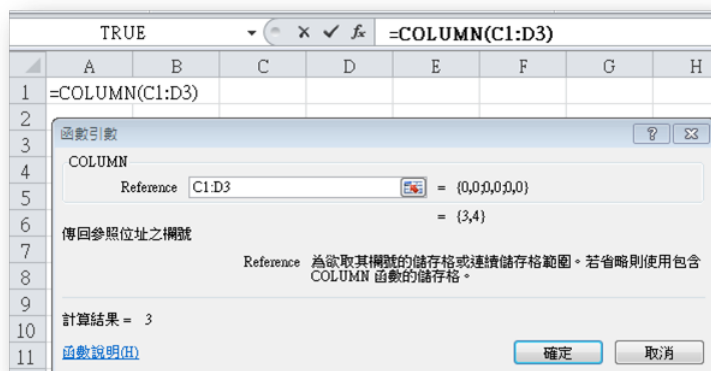 TRUE fx =COLUMN(C1:D3)
A B C D E F G H
1 =COLUMN(C1:D3)
2
函數引數 ?
3
COLUMN
4
Reference C1:D3 = {0,0;0,0;0,0}
5
= {3,4}
6
傳回參照位址之欄號
7
Reference 為欲取其欄號的儲存格或連續儲存格範圍。若省略則使用包含
8
COLUMN 函數的儲存格。
9
計算結果 = 3
10
函數說明(H) 確定 取消
11